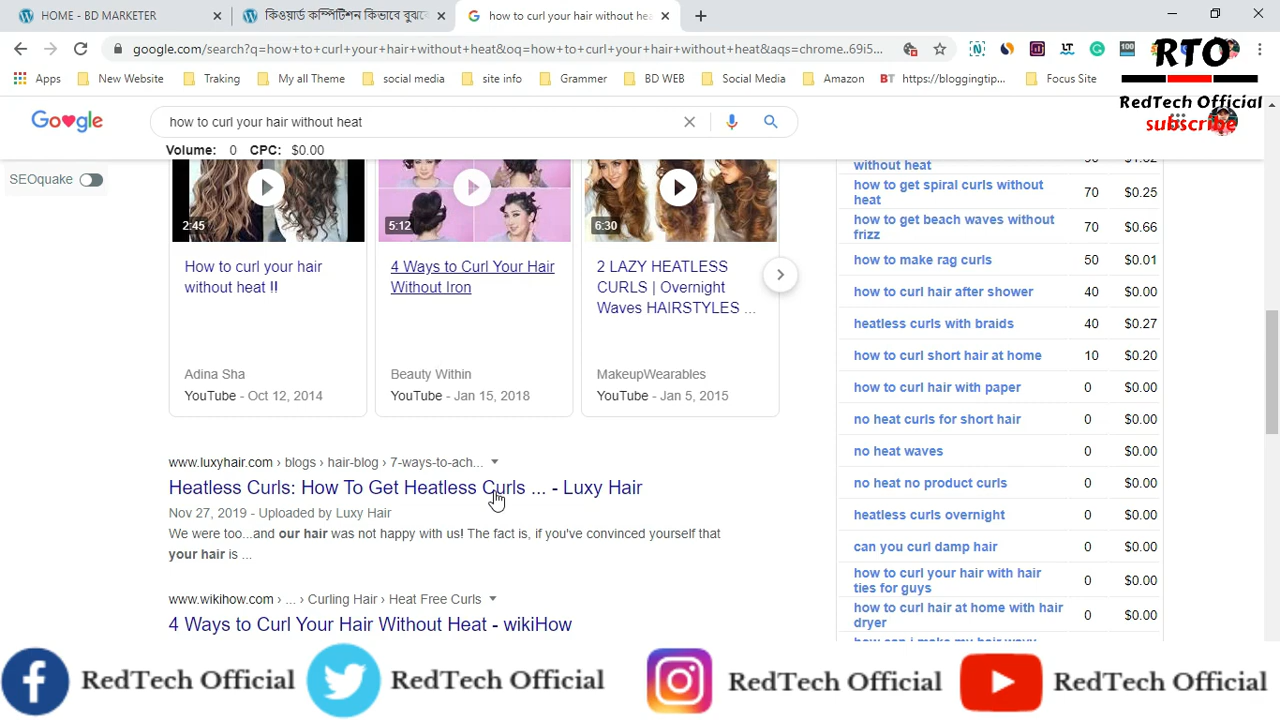 HOME - BD MARKETER
কিওয়ার্ড কম্পিটিশন কিভাবে বুঝবে
how to curl your hair without hea
google.com/search?q=how+to+curl+your+hair+without+heat&oq=how+to+curl+your+hair+without+heat&aqs=chrome..69i5...
Apps
New Website
Traking
My all Theme
social media
site info
Grammer
BD WEB
Social Media
Amazon
BT https://bloggingtip...
Focus Site
RTO
RedTech Official
subscribe
Google
how to curl your hair without heat
Volume: 0 CPC: $0.00
SEOquake
2:45
5:12
6:30
How to curl your hair
without heat !!
Adina Sha
YouTube - Oct 12, 2014
4 Ways to Curl Your Hair
Without Iron
Beauty Within
YouTube - Jan 15, 2018
2 LAZY HEATLESS
CURLS | Overnight
Waves HAIRSTYLES ...
MakeupWearables
YouTube - Jan 5, 2015
www.luxyhair.com › blogs › hair-blog › 7-ways-to-ach...
Heatless Curls: How To Get Heatless Curls ... - Luxy Hair
Nov 27, 2019 - Uploaded by Luxy Hair
We were too...and our hair was not happy with us! The fact is, if you've convinced yourself that
your hair is ...
www.wikihow.com › ... › Curling Hair › Heat Free Curls
4 Ways to Curl Your Hair Without Heat - wikiHow
without heat
how to get spiral curls without
heat 70 $0.25
how to get beach waves without
frizz 70 $0.66
how to make rag curls 50 $0.01
how to curl hair after shower 40 $0.00
heatless curls with braids 40 $0.27
how to curl short hair at home 10 $0.20
how to curl hair with paper 0 $0.00
no heat curls for short hair 0 $0.00
no heat waves 0 $0.00
no heat no product curls 0 $0.00
heatless curls overnight 0 $0.00
can you curl damp hair 0 $0.00
how to curl your hair with hair
ties for guys 0 $0.00
how to curl hair at home with hair
dryer 0 $0.00
RedTech Official
RedTech Official
RedTech Official
RedTech Official